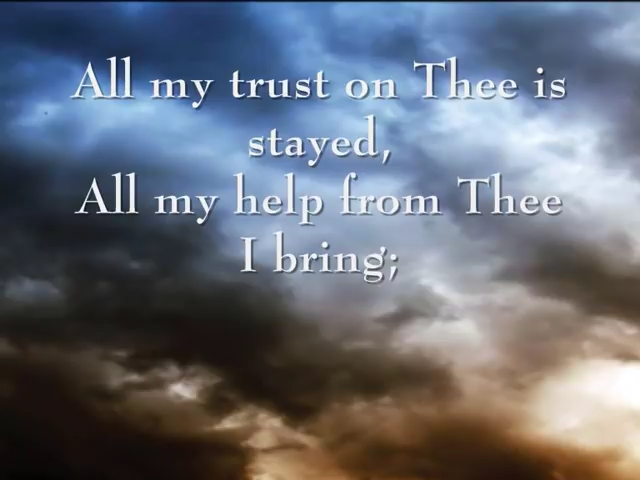 All my trust on Thee is
stayed,
All my help from Thee
I bring;